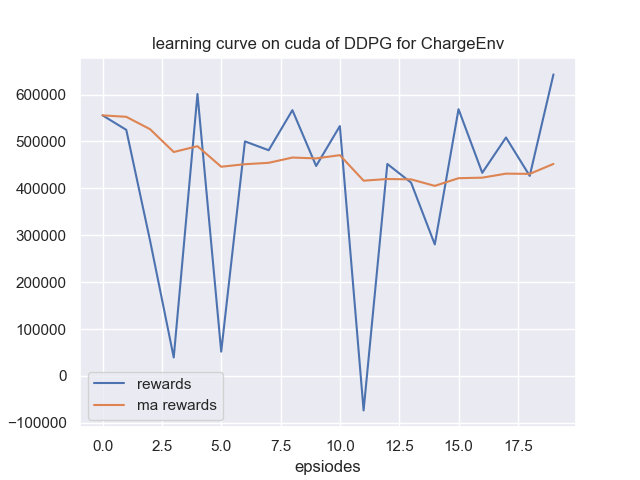 learning curve on cuda of DDPG for ChargeEnv
600000
500000
400000
300000
200000
100000
0
−100000
rewards
ma rewards
0.0 2.5 5.0 7.5 10.0 12.5 15.0 17.5
epsiodes